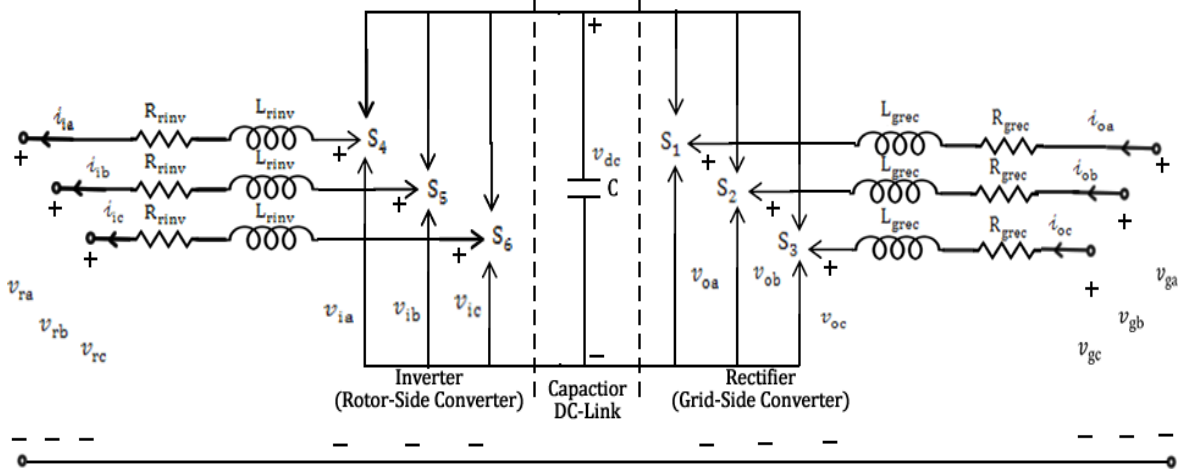 +
−
i_ia R_rinv L_rinv S_4
i_ib R_rinv L_rinv S_5
i_ic R_rinv L_rinv S_6
v_dc
C
S_1 L_grec R_grec i_oa
S_2 L_grec R_grec i_ob
S_3 L_grec R_grec i_oc
v_ra
v_rb
v_rc
v_ia v_ib v_ic
v_oa v_ob v_oc
v_ga
v_gb
v_gc
Inverter
(Rotor-Side Converter)
Capactior
DC-Link
Rectifier
(Grid-Side Converter)